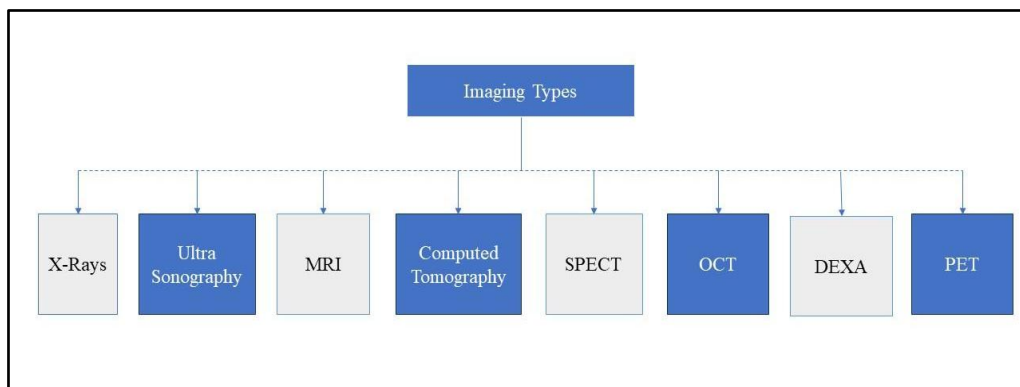 Imaging Types
X-Rays
Ultra
Sonography
MRI
Computed
Tomography
SPECT
OCT
DEXA
PET